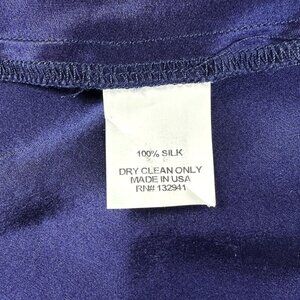 100% SILK
DRY CLEAN ONLY
MADE IN USA
RN# 132941